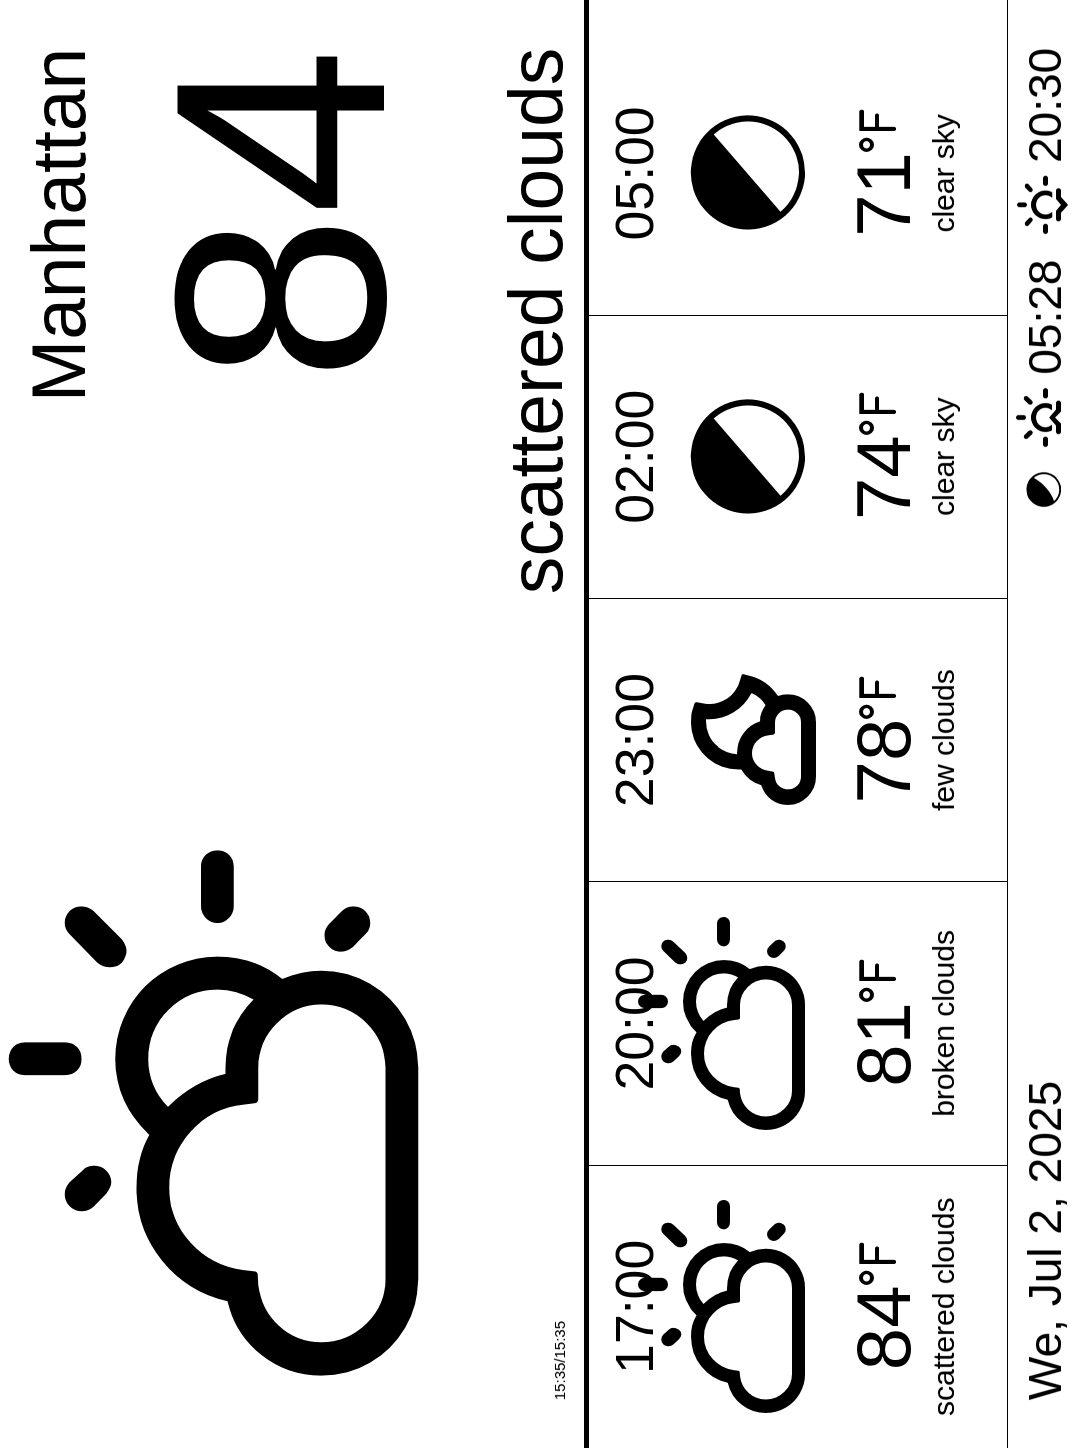 Manhattan
84
scattered clouds
15:35/15:35
17:00 20:00 23:00 02:00 05:00
84°F 81°F 78°F 74°F 71°F
scattered clouds broken clouds few clouds clear sky clear sky
We, Jul 2, 2025 05:28 20:30